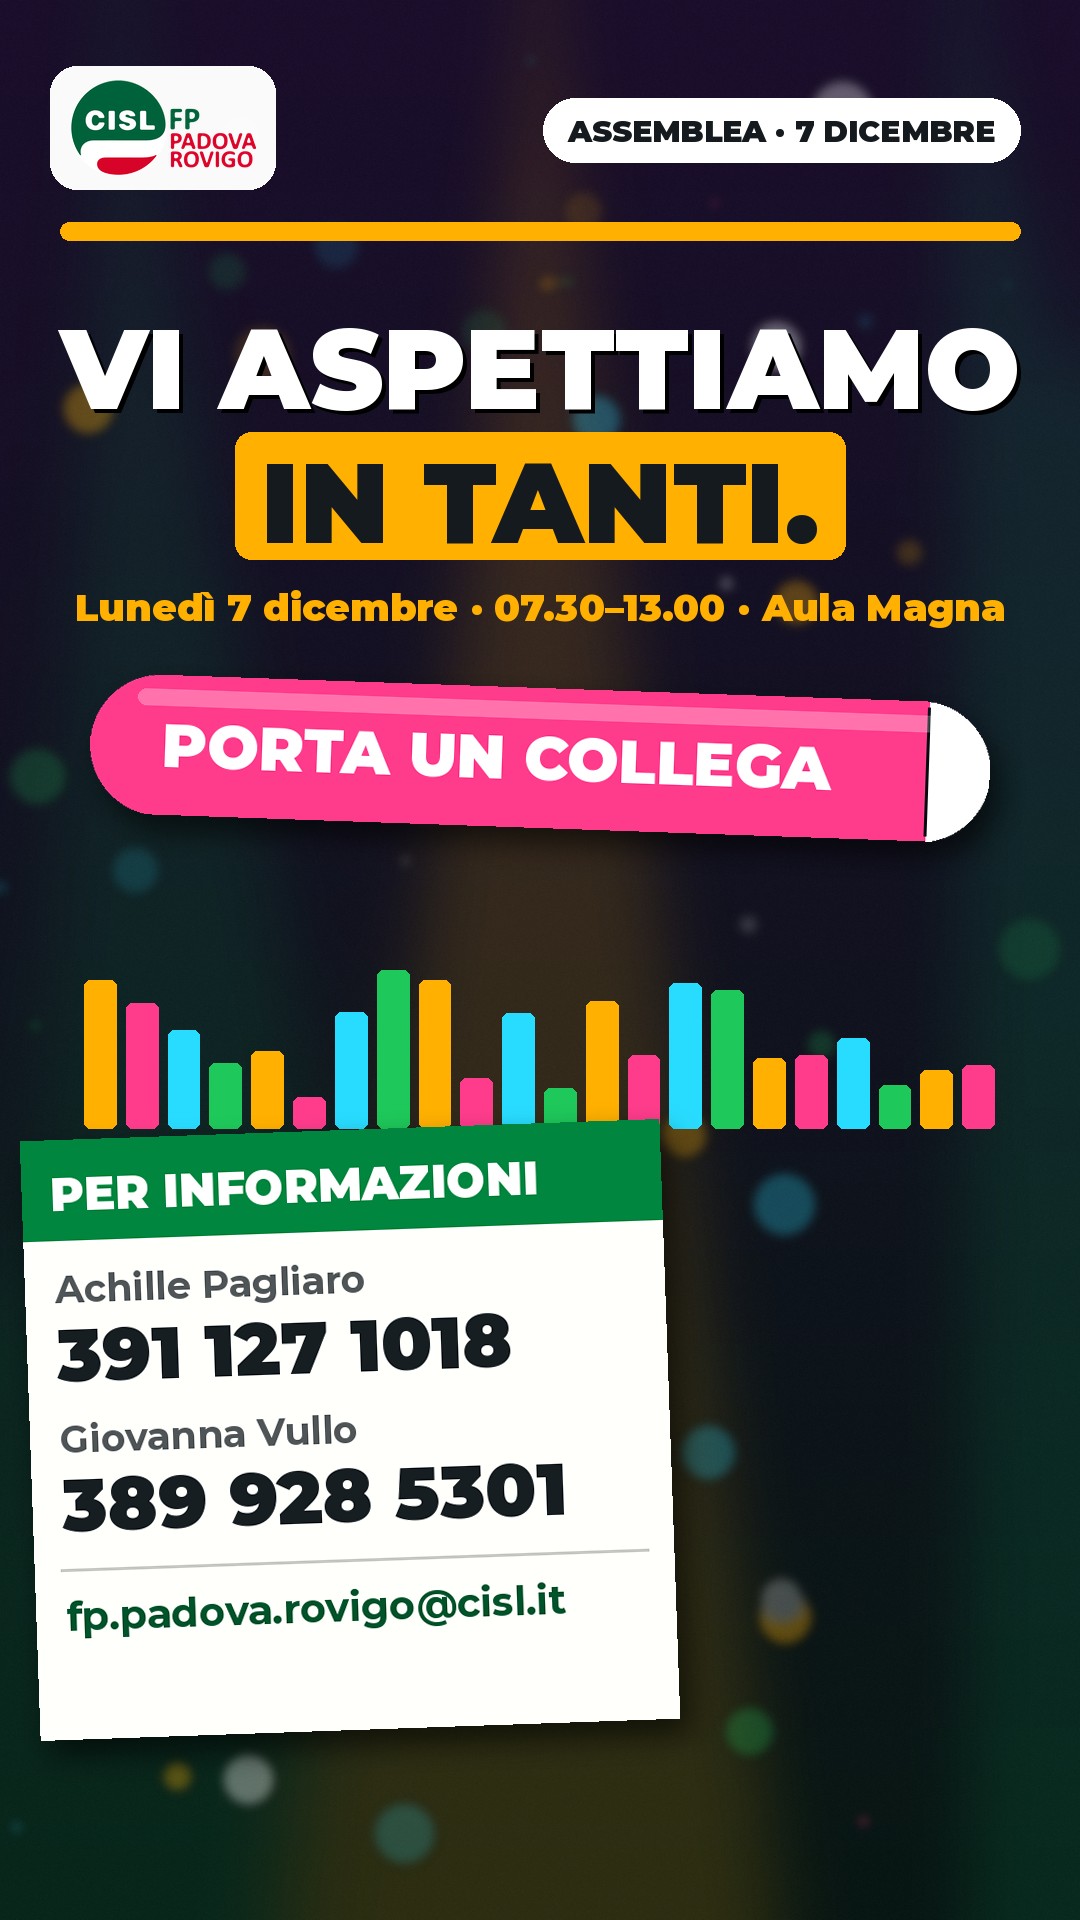 CISL FP
PADOVA
ROVIGO
ASSEMBLEA • 7 DICEMBRE
VI ASPETTIAMO
IN TANTI.
Lunedì 7 dicembre • 07.30–13.00 • Aula Magna
PORTA UN COLLEGA
PER INFORMAZIONI
Achille Pagliaro
391 127 1018
Giovanna Vullo
389 928 5301
fp.padova.rovigo@cisl.it